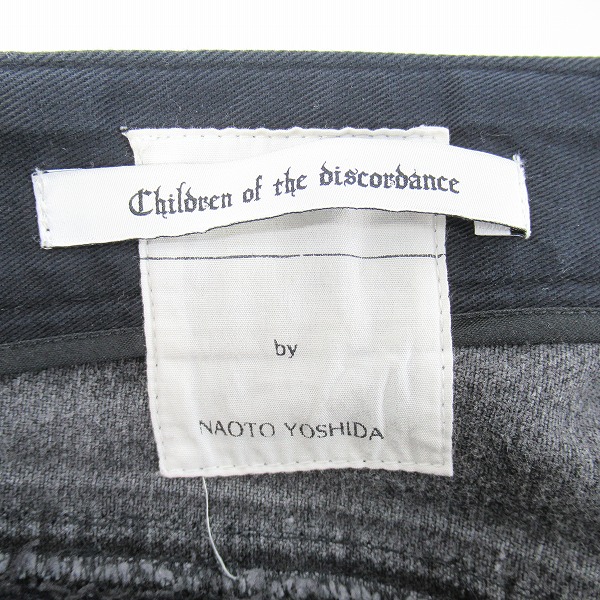 Children of the discordance
by
NAOTO YOSHIDA